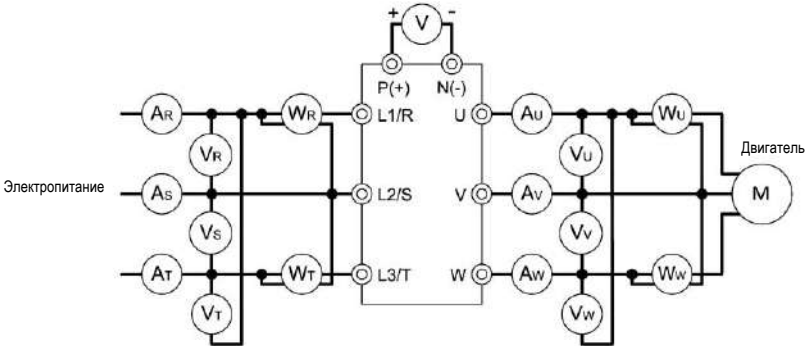 + V -
P(+) N(-)
AR WR L1/R U AU WU
Двигатель
VR VU
Электропитание AS L2/S V AV M
VS VV
AT WT L3/T W AW WW
VT VW